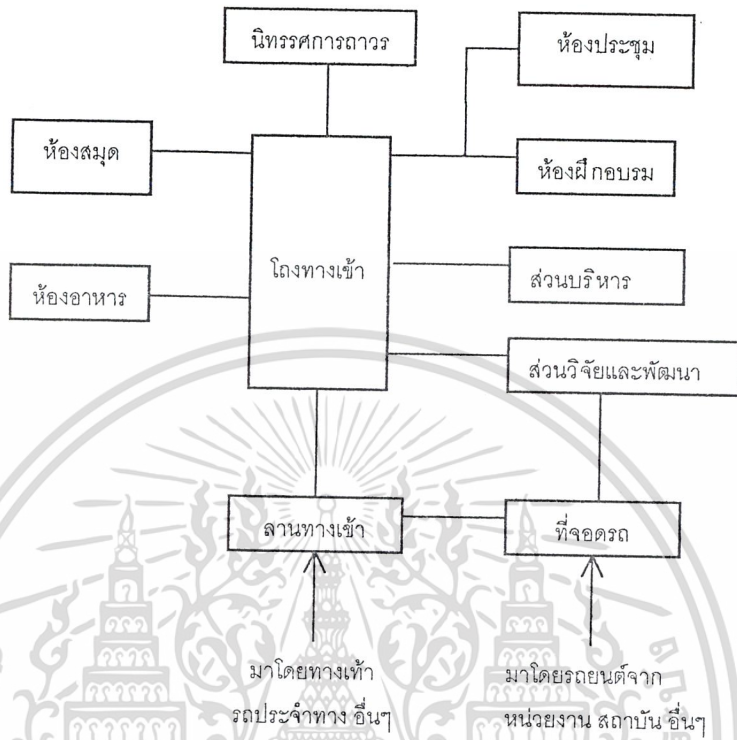 นิทรรศการถาวร
ห้องประชุม
ห้องสมุด
ห้องฝึกอบรม
โถงทางเข้า
ส่วนบริหาร
ห้องอาหาร
ส่วนวิจัยและพัฒนา
ลานทางเข้า
ที่จอดรถ
มาโดยทางเท้า
รถประจำทาง อื่นๆ
มาโดยรถยนต์จาก
หน่วยงาน สถาบัน อื่นๆ